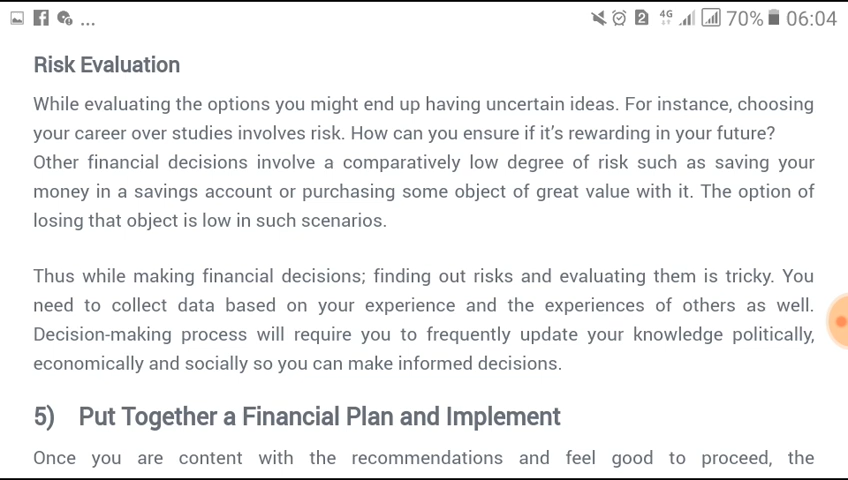 ... 2 4G 70% 06:04
Risk Evaluation
While evaluating the options you might end up having uncertain ideas. For instance, choosing
your career over studies involves risk. How can you ensure if it's rewarding in your future?
Other financial decisions involve a comparatively low degree of risk such as saving your
money in a savings account or purchasing some object of great value with it. The option of
losing that object is low in such scenarios.
Thus while making financial decisions; finding out risks and evaluating them is tricky. You
need to collect data based on your experience and the experiences of others as well.
Decision-making process will require you to frequently update your knowledge politically,
economically and socially so you can make informed decisions.
5) Put Together a Financial Plan and Implement
Once you are content with the recommendations and feel good to proceed, the